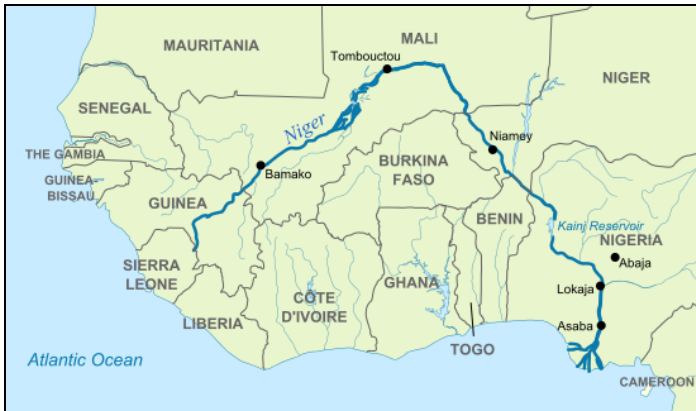 MAURITANIA
MALI
Tombouctou
NIGER
SENEGAL
Niger
Niamey
THE GAMBIA
Bamako
BURKINA
FASO
GUINEA-
BISSAU
GUINEA
BENIN
Kainj Reservoir
NIGERIA
Abaja
SIERRA
LEONE
GHANA
Lokaja
CÔTE
D'IVOIRE
LIBERIA
Asaba
TOGO
Atlantic Ocean
CAMEROON